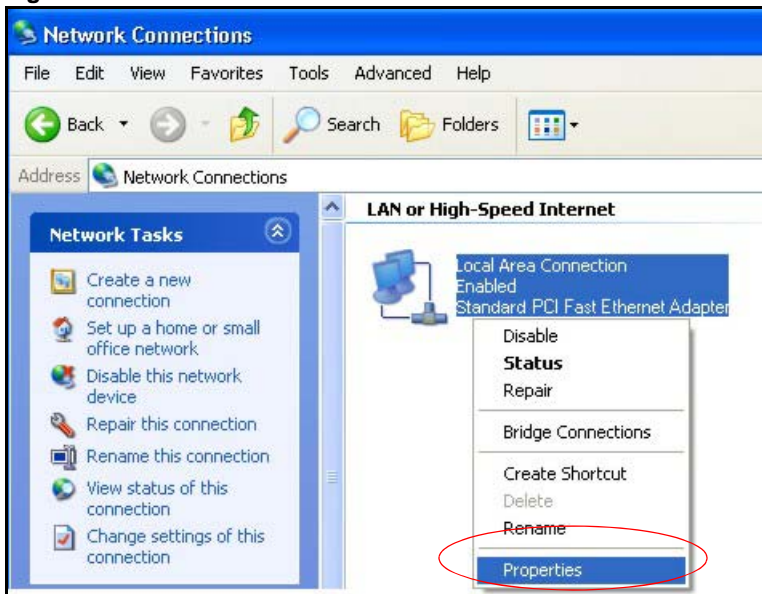 Network Connections
File Edit View Favorites Tools Advanced Help
Back Search Folders
Address Network Connections
Network Tasks
Create a new
connection
Set up a home or small
office network
Disable this network
device
Repair this connection
Rename this connection
View status of this
connection
Change settings of this
connection
LAN or High-Speed Internet
Local Area Connection
Enabled
Standard PCI Fast Ethernet Adapter
Disable
Status
Repair
Bridge Connections
Create Shortcut
Delete
Rename
Properties